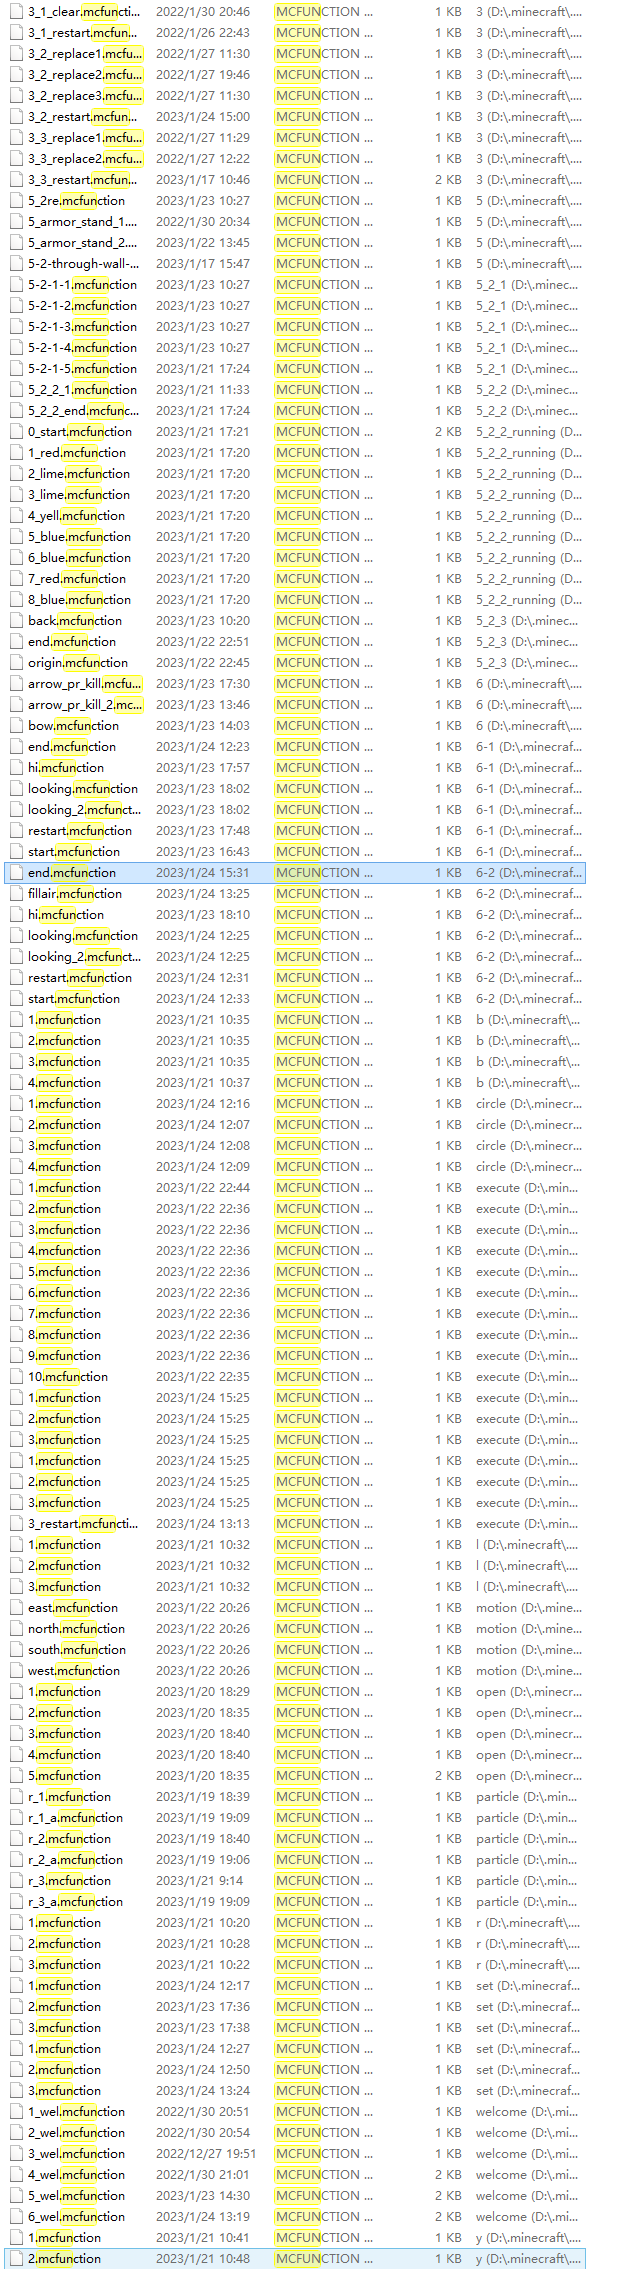 3_1_clear.mcfuncti... 2022/1/30 20:46 MCFUNCTION ... 1 KB 3 (D:\.minecraft\....
3_1_restart.mcfun... 2022/1/26 22:43 MCFUNCTION ... 1 KB 3 (D:\.minecraft\....
3_2_replace1.mcfu... 2022/1/27 11:30 MCFUNCTION ... 1 KB 3 (D:\.minecraft\....
3_2_replace2.mcfu... 2022/1/27 19:46 MCFUNCTION ... 1 KB 3 (D:\.minecraft\....
3_2_replace3.mcfu... 2022/1/27 11:30 MCFUNCTION ... 1 KB 3 (D:\.minecraft\....
3_2_restart.mcfun... 2023/1/24 15:00 MCFUNCTION ... 1 KB 3 (D:\.minecraft\....
3_3_replace1.mcfu... 2022/1/27 11:29 MCFUNCTION ... 1 KB 3 (D:\.minecraft\....
3_3_replace2.mcfu... 2022/1/27 12:22 MCFUNCTION ... 1 KB 3 (D:\.minecraft\....
3_3_restart.mcfun... 2023/1/17 10:46 MCFUNCTION ... 2 KB 3 (D:\.minecraft\....
5_2re.mcfunction 2023/1/23 10:27 MCFUNCTION ... 1 KB 5 (D:\.minecraft\....
5_armor_stand_1.... 2022/1/30 20:34 MCFUNCTION ... 1 KB 5 (D:\.minecraft\....
5_armor_stand_2.... 2023/1/22 13:45 MCFUNCTION ... 1 KB 5 (D:\.minecraft\....
5-2-through-wall-... 2023/1/17 15:47 MCFUNCTION ... 1 KB 5 (D:\.minecraft\....
5-2-1-1.mcfunction 2023/1/23 10:27 MCFUNCTION ... 1 KB 5_2_1 (D:\.minec...
5-2-1-2.mcfunction 2023/1/23 10:27 MCFUNCTION ... 1 KB 5_2_1 (D:\.minec...
5-2-1-3.mcfunction 2023/1/23 10:27 MCFUNCTION ... 1 KB 5_2_1 (D:\.minec...
5-2-1-4.mcfunction 2023/1/23 10:27 MCFUNCTION ... 1 KB 5_2_1 (D:\.minec...
5-2-1-5.mcfunction 2023/1/21 17:24 MCFUNCTION ... 1 KB 5_2_1 (D:\.minec...
5_2_2_1.mcfunction 2023/1/21 11:33 MCFUNCTION ... 1 KB 5_2_2 (D:\.minec...
5_2_2_end.mcfunc... 2023/1/21 17:24 MCFUNCTION ... 1 KB 5_2_2 (D:\.minec...
0_start.mcfunction 2023/1/21 17:21 MCFUNCTION ... 2 KB 5_2_2_running (D...
1_red.mcfunction 2023/1/21 17:20 MCFUNCTION ... 1 KB 5_2_2_running (D...
2_lime.mcfunction 2023/1/21 17:20 MCFUNCTION ... 1 KB 5_2_2_running (D...
3_lime.mcfunction 2023/1/21 17:20 MCFUNCTION ... 1 KB 5_2_2_running (D...
4_yell.mcfunction 2023/1/21 17:20 MCFUNCTION ... 1 KB 5_2_2_running (D...
5_blue.mcfunction 2023/1/21 17:20 MCFUNCTION ... 1 KB 5_2_2_running (D...
6_blue.mcfunction 2023/1/21 17:20 MCFUNCTION ... 1 KB 5_2_2_running (D...
7_red.mcfunction 2023/1/21 17:20 MCFUNCTION ... 1 KB 5_2_2_running (D...
8_blue.mcfunction 2023/1/21 17:20 MCFUNCTION ... 1 KB 5_2_2_running (D...
back.mcfunction 2023/1/23 10:20 MCFUNCTION ... 1 KB 5_2_3 (D:\.minec...
end.mcfunction 2023/1/22 22:51 MCFUNCTION ... 1 KB 5_2_3 (D:\.minec...
origin.mcfunction 2023/1/22 22:45 MCFUNCTION ... 1 KB 5_2_3 (D:\.minec...
arrow_pr_kill.mcfu... 2023/1/23 17:30 MCFUNCTION ... 1 KB 6 (D:\.minecraft\....
arrow_pr_kill_2.mc... 2023/1/23 13:46 MCFUNCTION ... 1 KB 6 (D:\.minecraft\....
bow.mcfunction 2023/1/23 14:03 MCFUNCTION ... 1 KB 6 (D:\.minecraft\....
end.mcfunction 2023/1/24 12:23 MCFUNCTION ... 1 KB 6-1 (D:\.minecraf...
hi.mcfunction 2023/1/23 17:57 MCFUNCTION ... 1 KB 6-1 (D:\.minecraf...
looking.mcfunction 2023/1/23 18:02 MCFUNCTION ... 1 KB 6-1 (D:\.minecraf...
looking_2.mcfunct... 2023/1/23 18:02 MCFUNCTION ... 1 KB 6-1 (D:\.minecraf...
restart.mcfunction 2023/1/23 17:48 MCFUNCTION ... 1 KB 6-1 (D:\.minecraf...
start.mcfunction 2023/1/23 16:43 MCFUNCTION ... 1 KB 6-1 (D:\.minecraf...
end.mcfunction 2023/1/24 15:31 MCFUNCTION ... 1 KB 6-2 (D:\.minecraf...
fillair.mcfunction 2023/1/24 13:25 MCFUNCTION ... 1 KB 6-2 (D:\.minecraf...
hi.mcfunction 2023/1/23 18:10 MCFUNCTION ... 1 KB 6-2 (D:\.minecraf...
looking.mcfunction 2023/1/24 12:25 MCFUNCTION ... 1 KB 6-2 (D:\.minecraf...
looking_2.mcfunct... 2023/1/24 12:25 MCFUNCTION ... 1 KB 6-2 (D:\.minecraf...
restart.mcfunction 2023/1/24 12:31 MCFUNCTION ... 1 KB 6-2 (D:\.minecraf...
start.mcfunction 2023/1/24 12:33 MCFUNCTION ... 1 KB 6-2 (D:\.minecraf...
1.mcfunction 2023/1/21 10:35 MCFUNCTION ... 1 KB b (D:\.minecraft\....
2.mcfunction 2023/1/21 10:35 MCFUNCTION ... 1 KB b (D:\.minecraft\....
3.mcfunction 2023/1/21 10:35 MCFUNCTION ... 1 KB b (D:\.minecraft\....
4.mcfunction 2023/1/21 10:37 MCFUNCTION ... 1 KB b (D:\.minecraft\....
1.mcfunction 2023/1/24 12:16 MCFUNCTION ... 1 KB circle (D:\.minecr...
2.mcfunction 2023/1/24 12:07 MCFUNCTION ... 1 KB circle (D:\.minecr...
3.mcfunction 2023/1/24 12:08 MCFUNCTION ... 1 KB circle (D:\.minecr...
4.mcfunction 2023/1/24 12:09 MCFUNCTION ... 1 KB circle (D:\.minecr...
1.mcfunction 2023/1/22 22:44 MCFUNCTION ... 1 KB execute (D:\.min...
2.mcfunction 2023/1/22 22:36 MCFUNCTION ... 1 KB execute (D:\.min...
3.mcfunction 2023/1/22 22:36 MCFUNCTION ... 1 KB execute (D:\.min...
4.mcfunction 2023/1/22 22:36 MCFUNCTION ... 1 KB execute (D:\.min...
5.mcfunction 2023/1/22 22:36 MCFUNCTION ... 1 KB execute (D:\.min...
6.mcfunction 2023/1/22 22:36 MCFUNCTION ... 1 KB execute (D:\.min...
7.mcfunction 2023/1/22 22:36 MCFUNCTION ... 1 KB execute (D:\.min...
8.mcfunction 2023/1/22 22:36 MCFUNCTION ... 1 KB execute (D:\.min...
9.mcfunction 2023/1/22 22:36 MCFUNCTION ... 1 KB execute (D:\.min...
10.mcfunction 2023/1/22 22:35 MCFUNCTION ... 1 KB execute (D:\.min...
1.mcfunction 2023/1/24 15:25 MCFUNCTION ... 1 KB execute (D:\.min...
2.mcfunction 2023/1/24 15:25 MCFUNCTION ... 1 KB execute (D:\.min...
3.mcfunction 2023/1/24 15:25 MCFUNCTION ... 1 KB execute (D:\.min...
1.mcfunction 2023/1/24 15:25 MCFUNCTION ... 1 KB execute (D:\.min...
2.mcfunction 2023/1/24 15:25 MCFUNCTION ... 1 KB execute (D:\.min...
3.mcfunction 2023/1/24 15:25 MCFUNCTION ... 1 KB execute (D:\.min...
3_restart.mcfuncti... 2023/1/24 13:13 MCFUNCTION ... 1 KB execute (D:\.min...
1.mcfunction 2023/1/21 10:32 MCFUNCTION ... 1 KB l (D:\.minecraft\....
2.mcfunction 2023/1/21 10:32 MCFUNCTION ... 1 KB l (D:\.minecraft\....
3.mcfunction 2023/1/21 10:32 MCFUNCTION ... 1 KB l (D:\.minecraft\....
east.mcfunction 2023/1/22 20:26 MCFUNCTION ... 1 KB motion (D:\.mine...
north.mcfunction 2023/1/22 20:26 MCFUNCTION ... 1 KB motion (D:\.mine...
south.mcfunction 2023/1/22 20:26 MCFUNCTION ... 1 KB motion (D:\.mine...
west.mcfunction 2023/1/22 20:26 MCFUNCTION ... 1 KB motion (D:\.mine...
1.mcfunction 2023/1/20 18:29 MCFUNCTION ... 1 KB open (D:\.minecr...
2.mcfunction 2023/1/20 18:35 MCFUNCTION ... 1 KB open (D:\.minecr...
3.mcfunction 2023/1/20 18:40 MCFUNCTION ... 1 KB open (D:\.minecr...
4.mcfunction 2023/1/20 18:40 MCFUNCTION ... 1 KB open (D:\.minecr...
5.mcfunction 2023/1/20 18:35 MCFUNCTION ... 2 KB open (D:\.minecr...
r_1.mcfunction 2023/1/19 18:39 MCFUNCTION ... 1 KB particle (D:\.min...
r_1_a.mcfunction 2023/1/19 19:09 MCFUNCTION ... 1 KB particle (D:\.min...
r_2.mcfunction 2023/1/19 18:40 MCFUNCTION ... 1 KB particle (D:\.min...
r_2_a.mcfunction 2023/1/19 19:06 MCFUNCTION ... 1 KB particle (D:\.min...
r_3.mcfunction 2023/1/21 9:14 MCFUNCTION ... 1 KB particle (D:\.min...
r_3_a.mcfunction 2023/1/19 19:09 MCFUNCTION ... 1 KB particle (D:\.min...
1.mcfunction 2023/1/21 10:20 MCFUNCTION ... 1 KB r (D:\.minecraft\....
2.mcfunction 2023/1/21 10:28 MCFUNCTION ... 1 KB r (D:\.minecraft\....
3.mcfunction 2023/1/21 10:22 MCFUNCTION ... 1 KB r (D:\.minecraft\....
1.mcfunction 2023/1/24 12:17 MCFUNCTION ... 1 KB set (D:\.minecraf...
2.mcfunction 2023/1/23 17:36 MCFUNCTION ... 1 KB set (D:\.minecraf...
3.mcfunction 2023/1/23 17:38 MCFUNCTION ... 1 KB set (D:\.minecraf...
1.mcfunction 2023/1/24 12:27 MCFUNCTION ... 1 KB set (D:\.minecraf...
2.mcfunction 2023/1/24 12:50 MCFUNCTION ... 1 KB set (D:\.minecraf...
3.mcfunction 2023/1/24 13:24 MCFUNCTION ... 1 KB set (D:\.minecraf...
1_wel.mcfunction 2022/1/30 20:51 MCFUNCTION ... 1 KB welcome (D:\.mi...
2_wel.mcfunction 2022/1/30 20:54 MCFUNCTION ... 1 KB welcome (D:\.mi...
3_wel.mcfunction 2022/12/27 19:51 MCFUNCTION ... 1 KB welcome (D:\.mi...
4_wel.mcfunction 2022/1/30 21:01 MCFUNCTION ... 2 KB welcome (D:\.mi...
5_wel.mcfunction 2023/1/23 14:30 MCFUNCTION ... 2 KB welcome (D:\.mi...
6_wel.mcfunction 2023/1/24 13:19 MCFUNCTION ... 2 KB welcome (D:\.mi...
1.mcfunction 2023/1/21 10:41 MCFUNCTION ... 1 KB y (D:\.minecraft\....
2.mcfunction 2023/1/21 10:48 MCFUNCTION ... 1 KB y (D:\.minecraft\....